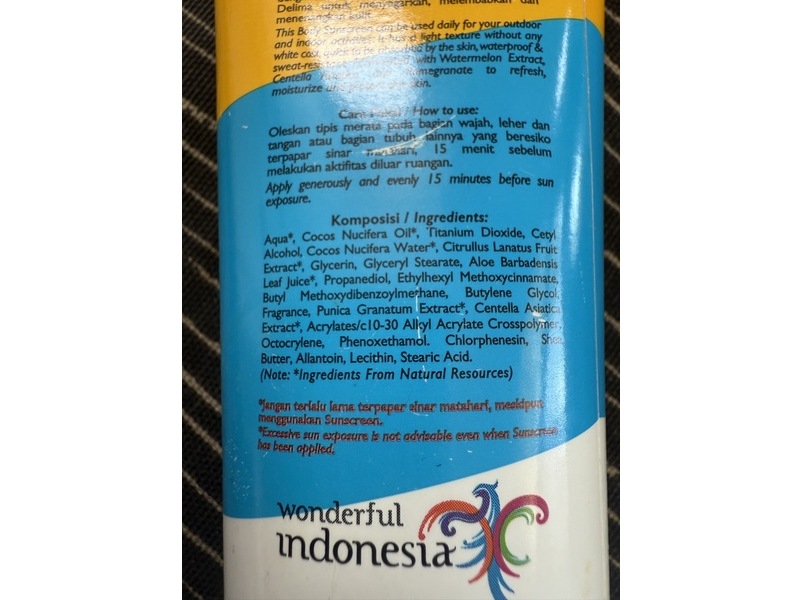 Delima untuk menyegarkan, melembabkan dan
menenangkan kulit.
This Body Sunscreen can be used daily for your outdoor
and indoor activities. It has a light texture without any
white cast, quick to be absorbed by the skin, waterproof &
sweat-resistant. with Watermelon Extract,
Centella Pomegranate to refresh,
moisturize and skin.
Cara Pakai / How to use:
Oleskan tipis merata pada bagian wajah, leher dan
tangan atau bagian tubuh lainnya yang beresiko
terpapar sinar matahari, 15 menit sebelum
melakukan aktifitas diluar ruangan.
Apply generously and evenly 15 minutes before sun
exposure.
Komposisi / Ingredients:
Aqua*, Cocos Nucifera Oil*, Titanium Dioxide, Cetyl
Alcohol, Cocos Nucifera Water*, Citrullus Lanatus Fruit
Extract*, Glycerin, Glyceryl Stearate, Aloe Barbadensis
Leaf Juice*, Propanediol, Ethylhexyl Methoxycinnamate,
Butyl Methoxydibenzoylmethane, Butylene Glycol,
Fragrance, Punica Granatum Extract*, Centella Asiatica
Extract*, Acrylates/c10-30 Alkyl Acrylate Crosspolymer,
Octocrylene, Phenoxethamol. Chlorphenesin, Shea
Butter, Allantoin, Lecithin, Stearic Acid.
(Note: *Ingredients From Natural Resources)
*Jangan terlalu lama terpapar sinar matahari, meskipun
menggunakan Sunscreen.
*Excessive sun exposure is not advisable even when Sunscreen
has been applied.
wonderful
indonesia